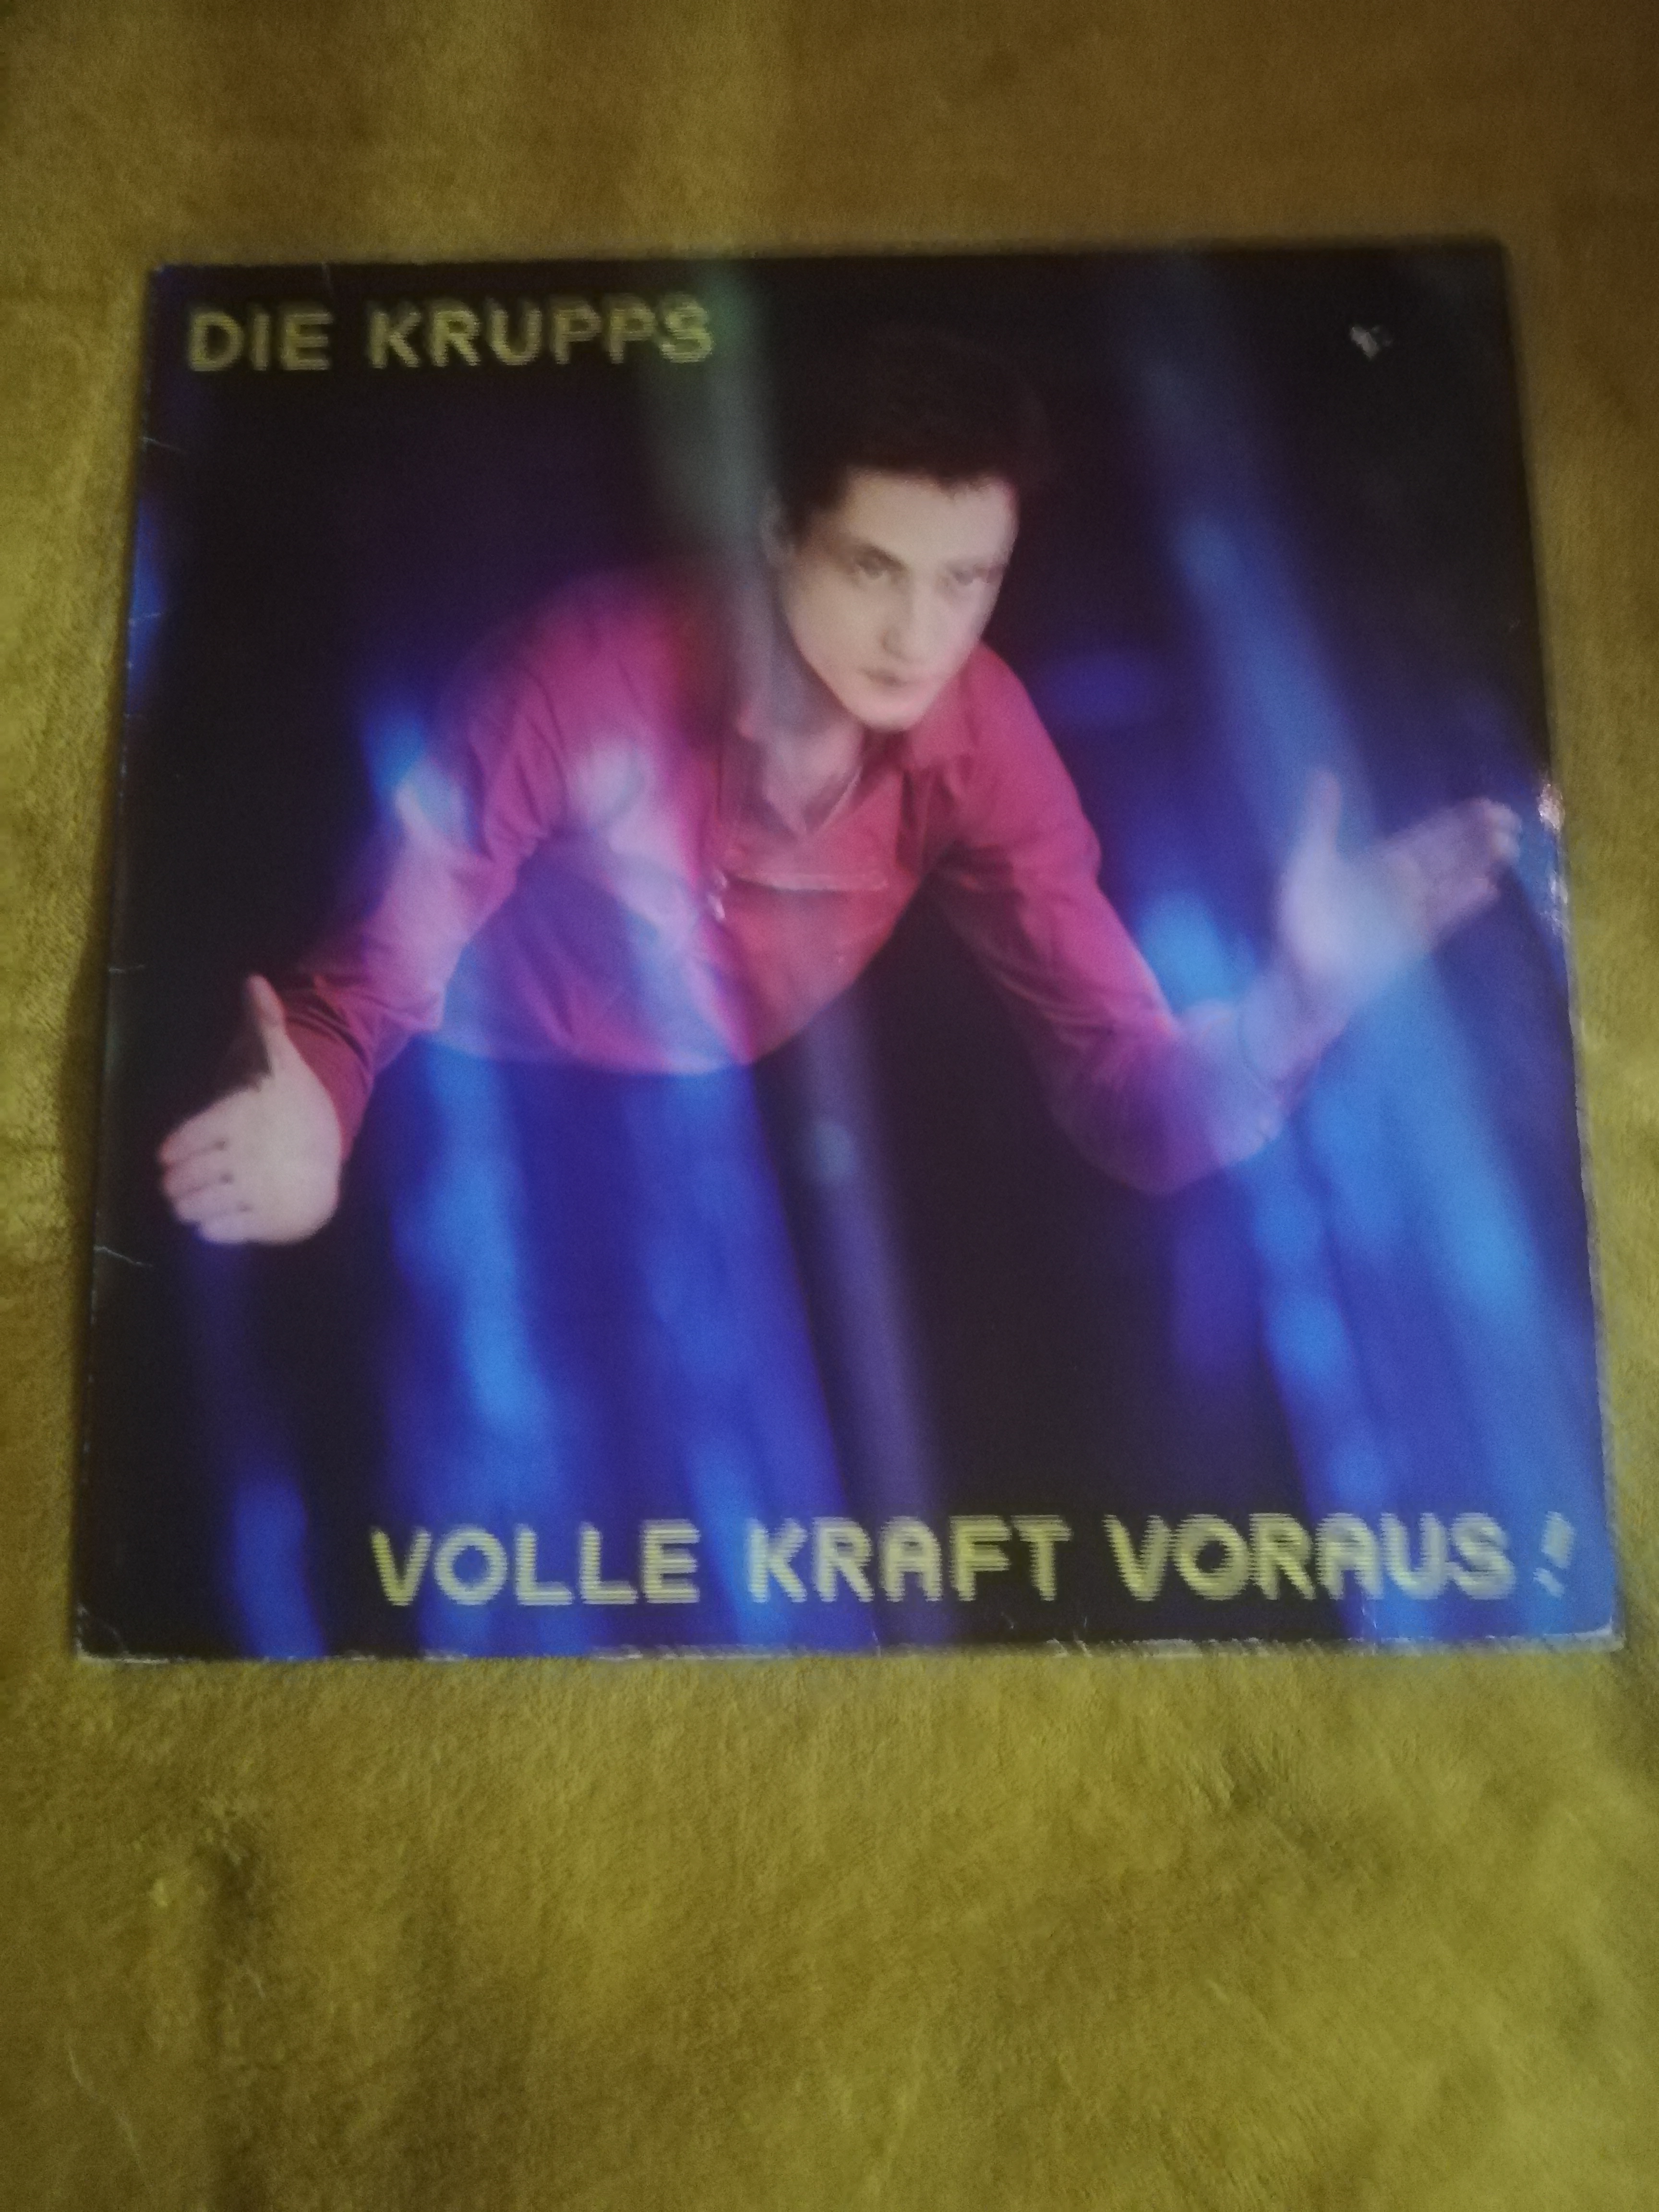 DIE KRUPPS
VOLLE KRAFT VORAUS!